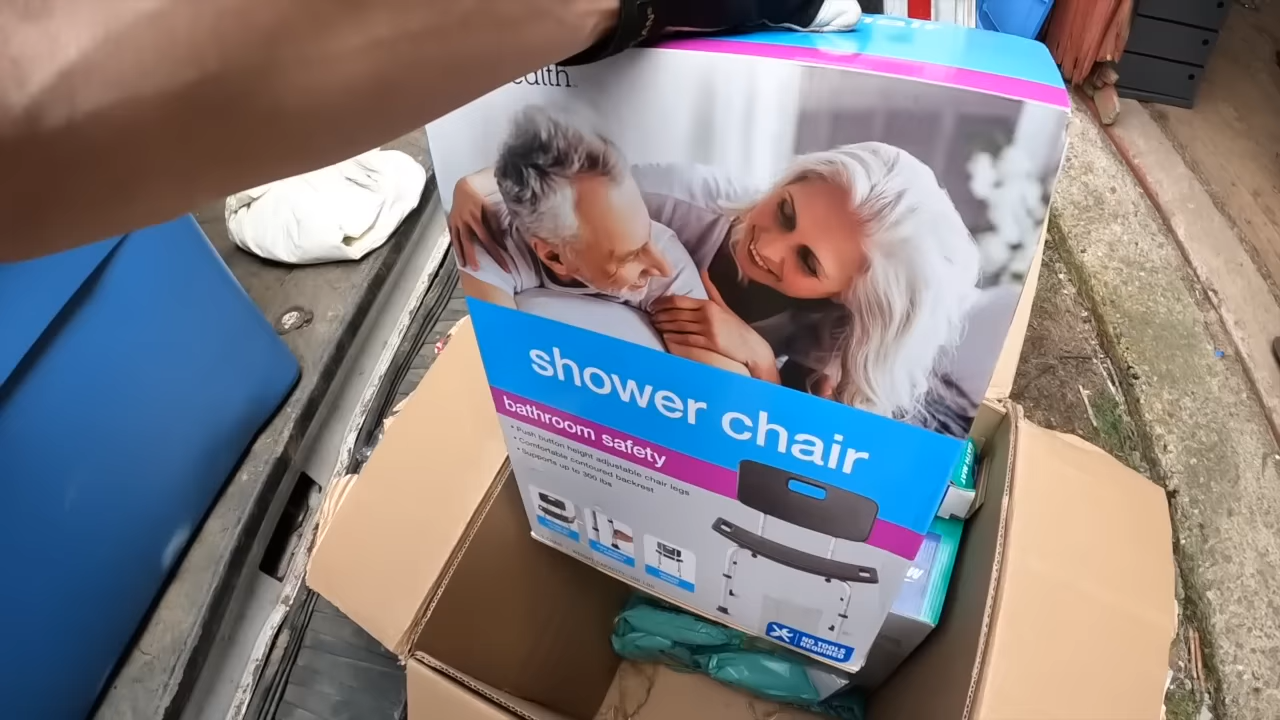 ealth
shower chair
bathroom safety
• Push button height adjustable chair legs
• Comfortable contoured backrest
• Supports up to 300 lbs
NO TOOLS
REQUIRED